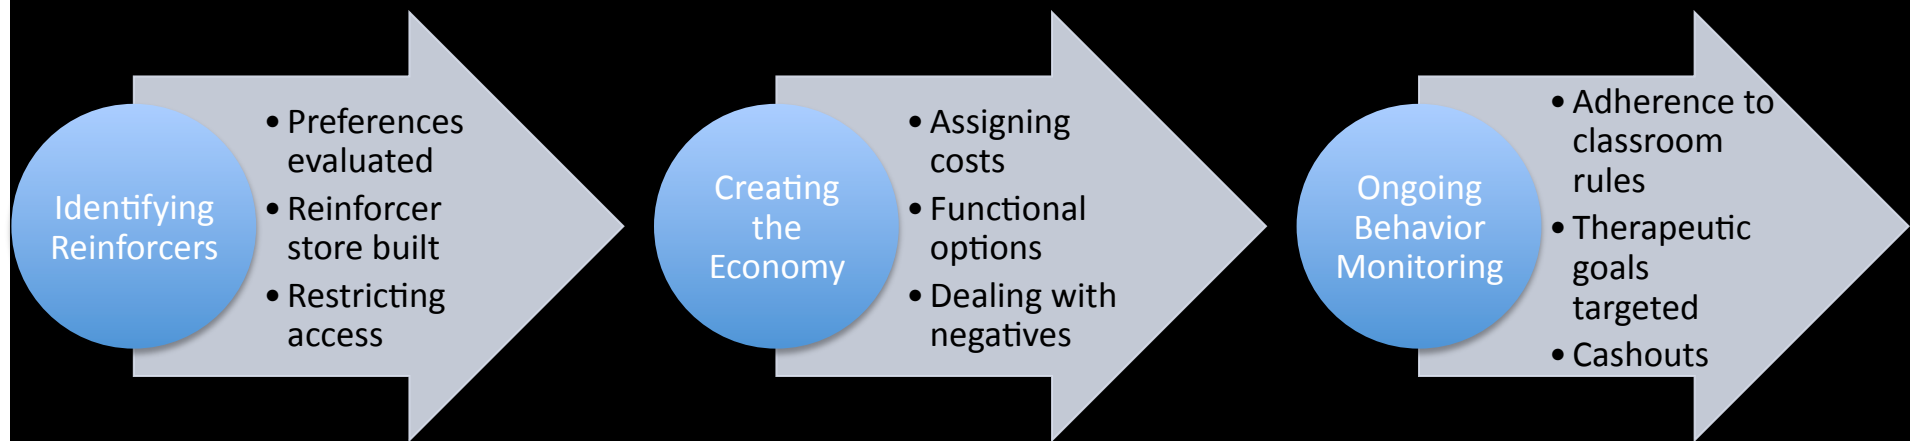 Identifying
Reinforcers
• Preferences
evaluated
• Reinforcer
store built
• Restricting
access
Creating
the
Economy
• Assigning
costs
• Functional
options
• Dealing with
negatives
Ongoing
Behavior
Monitoring
• Adherence to
classroom
rules
• Therapeutic
goals
targeted
• Cashouts